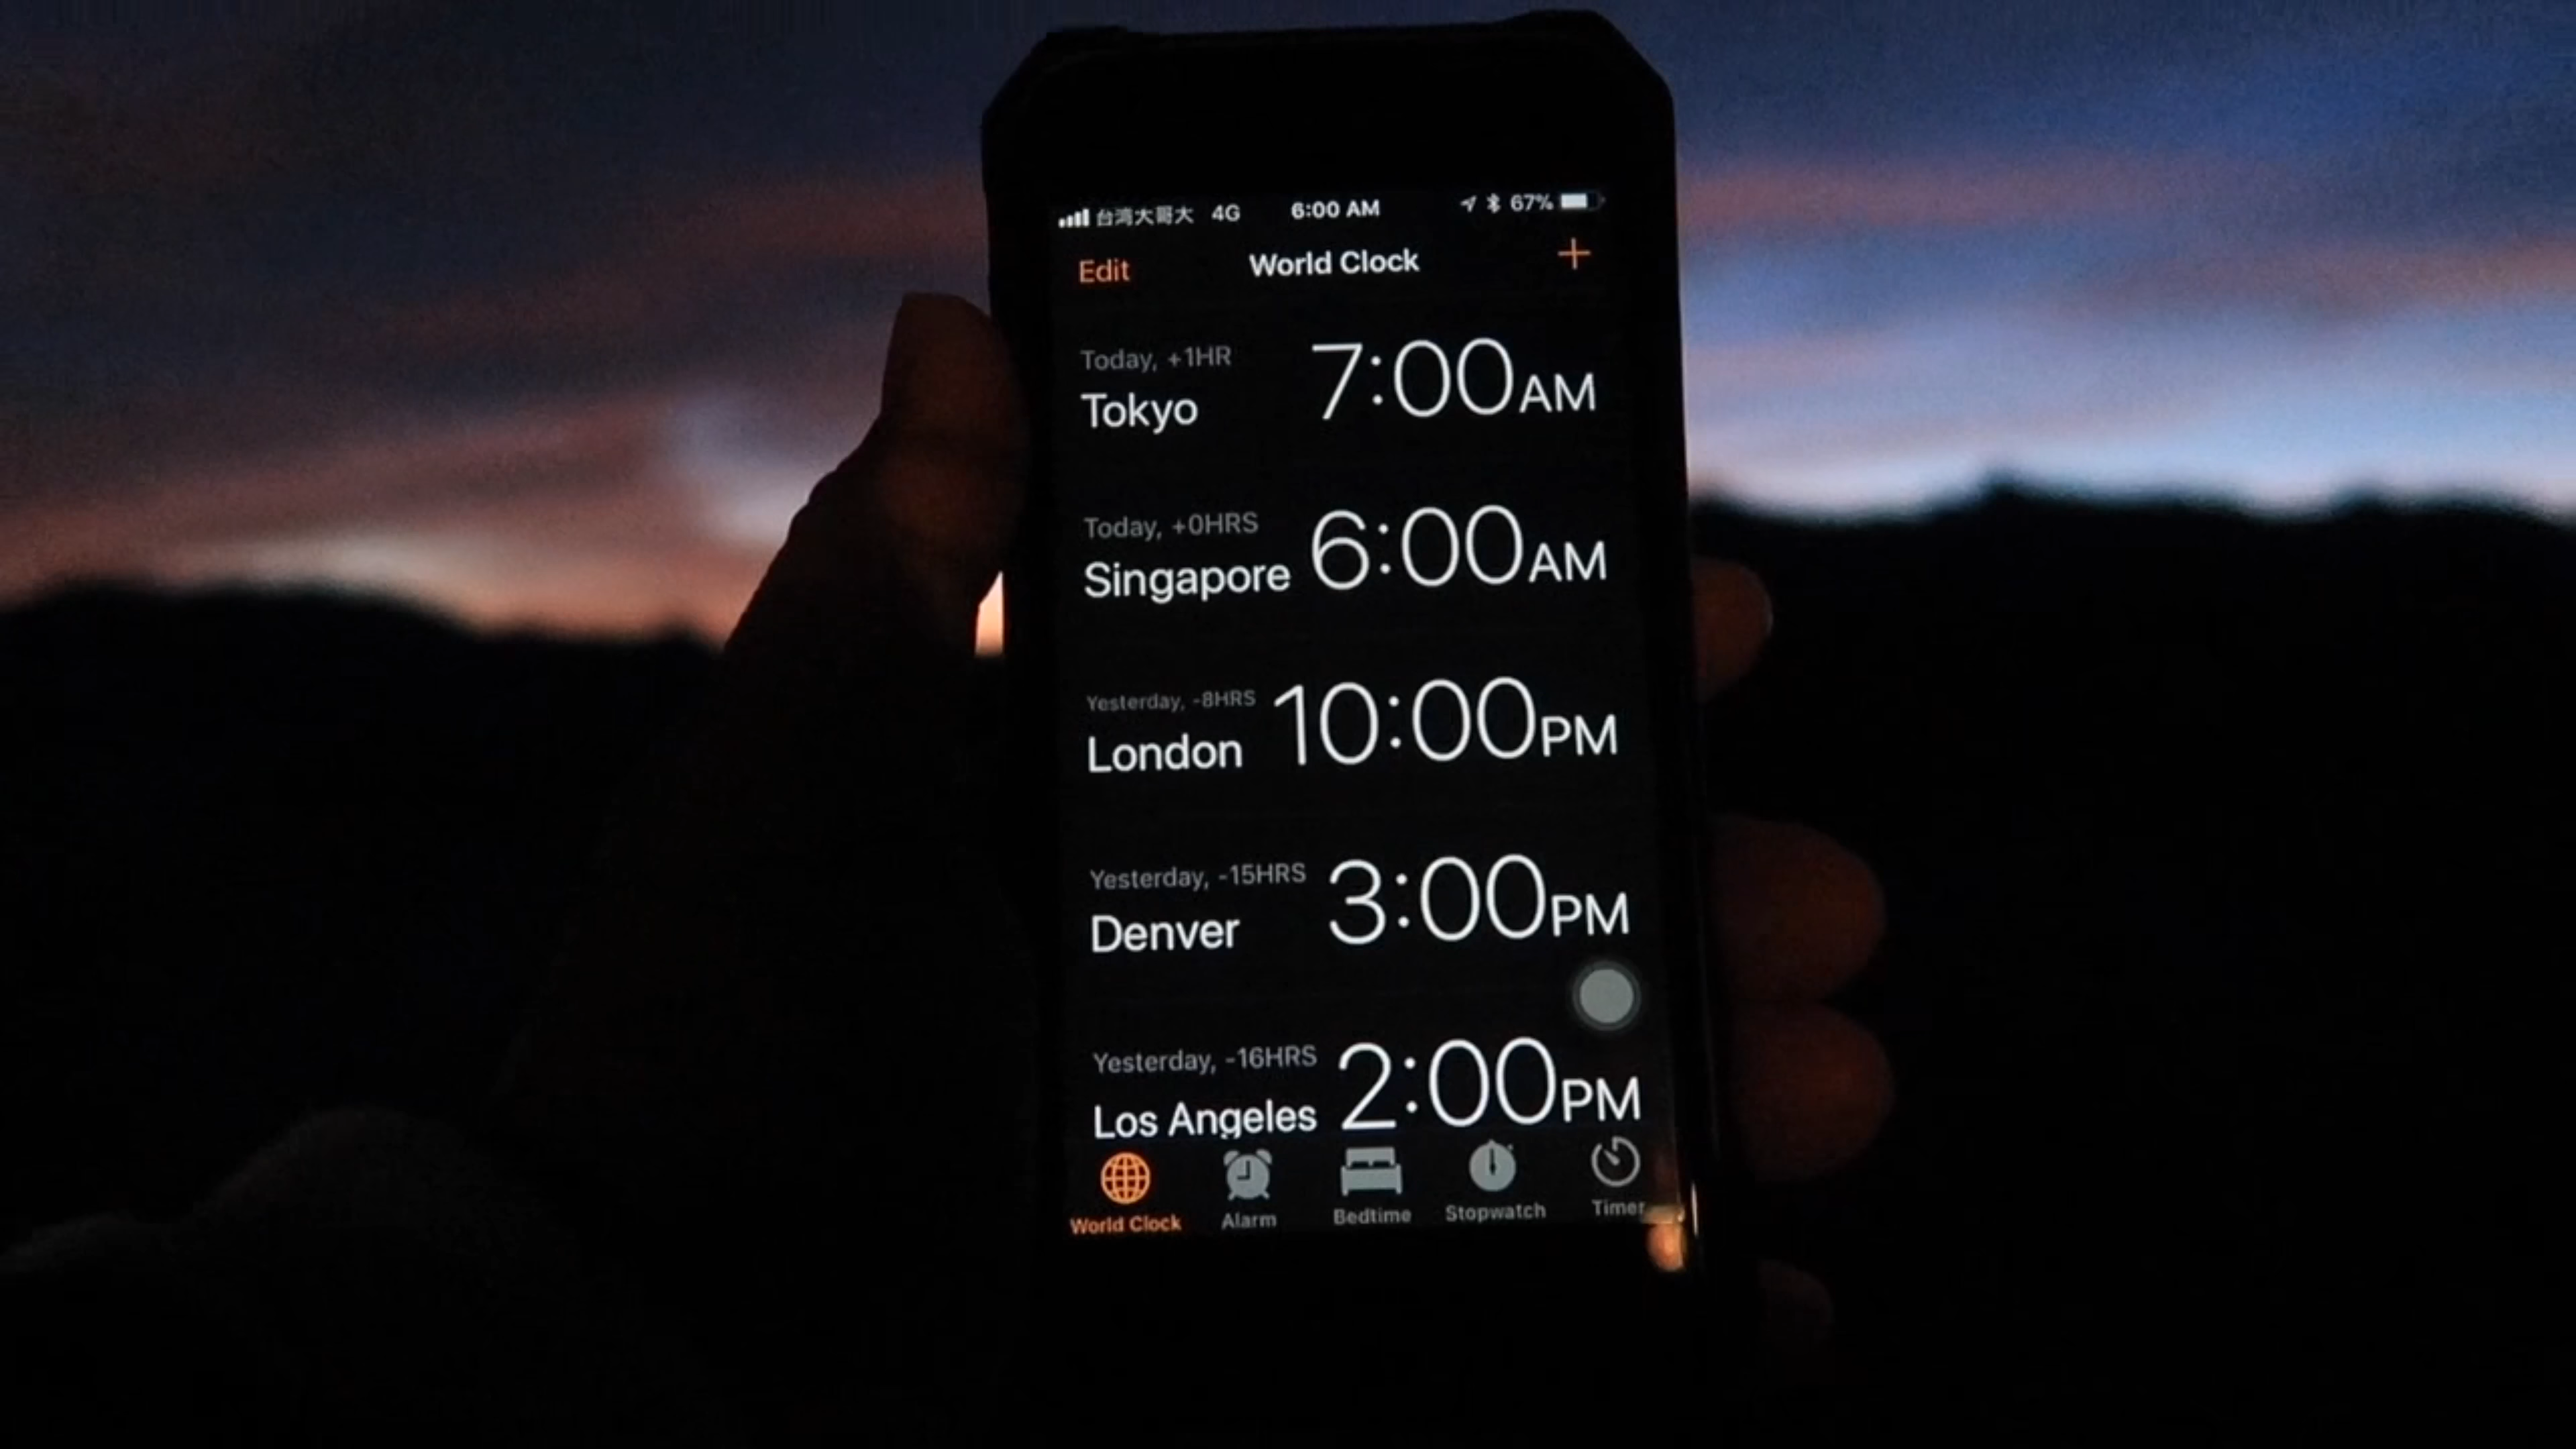 台湾大哥大 4G 6:00 AM 67%
Edit World Clock +
Today, +1HR
Tokyo 7:00AM
Today, +0HRS
Singapore 6:00AM
Yesterday, -8HRS
London 10:00PM
Yesterday, -15HRS
Denver 3:00PM
Yesterday, -16HRS
Los Angeles 2:00PM
World Clock Alarm Bedtime Stopwatch Timer